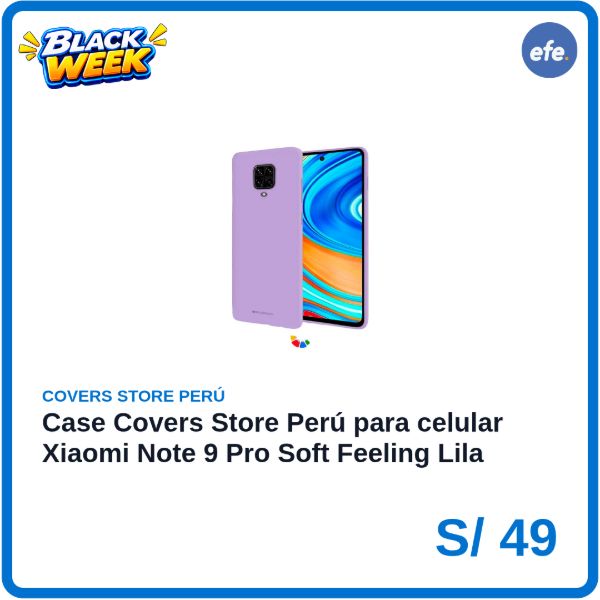 BLACK
WEEK
efe.
COVERS STORE PERÚ
Case Covers Store Perú para celular
Xiaomi Note 9 Pro Soft Feeling Lila
S/ 49